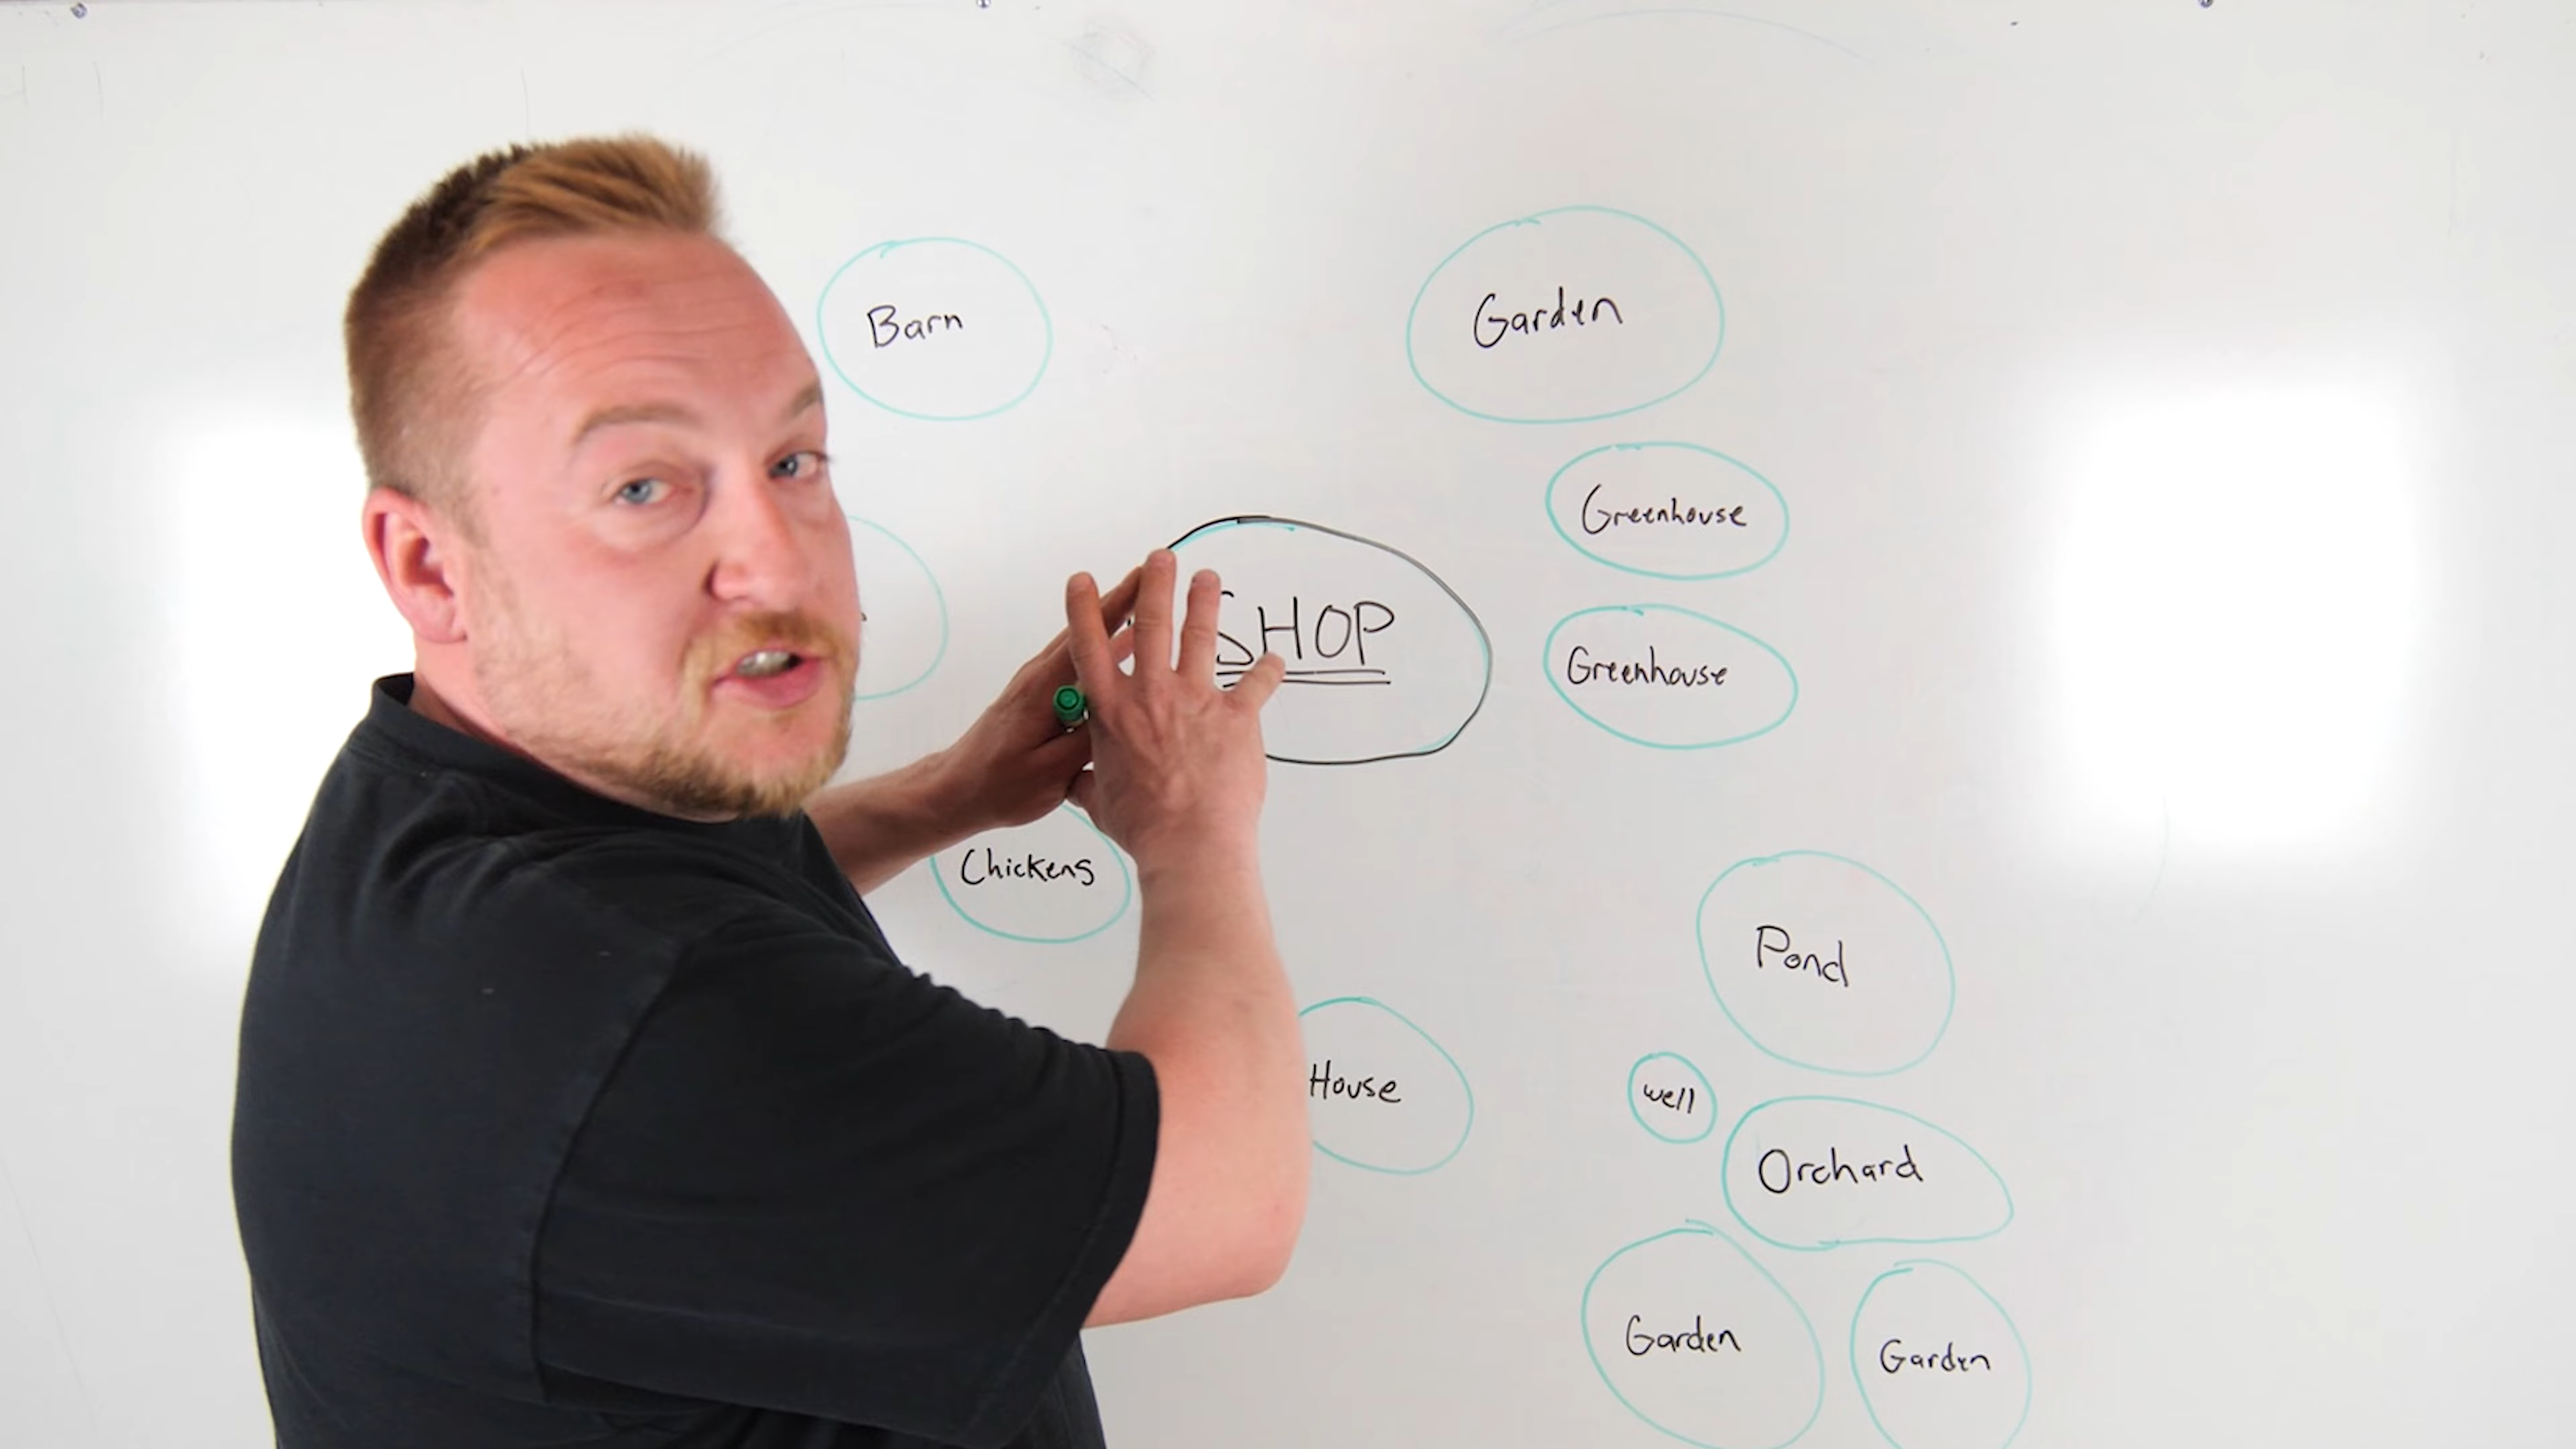 Barn
Garden
Greenhouse
SHOP
Greenhouse
Chickens
Pond
House
well
Orchard
Garden
Garden